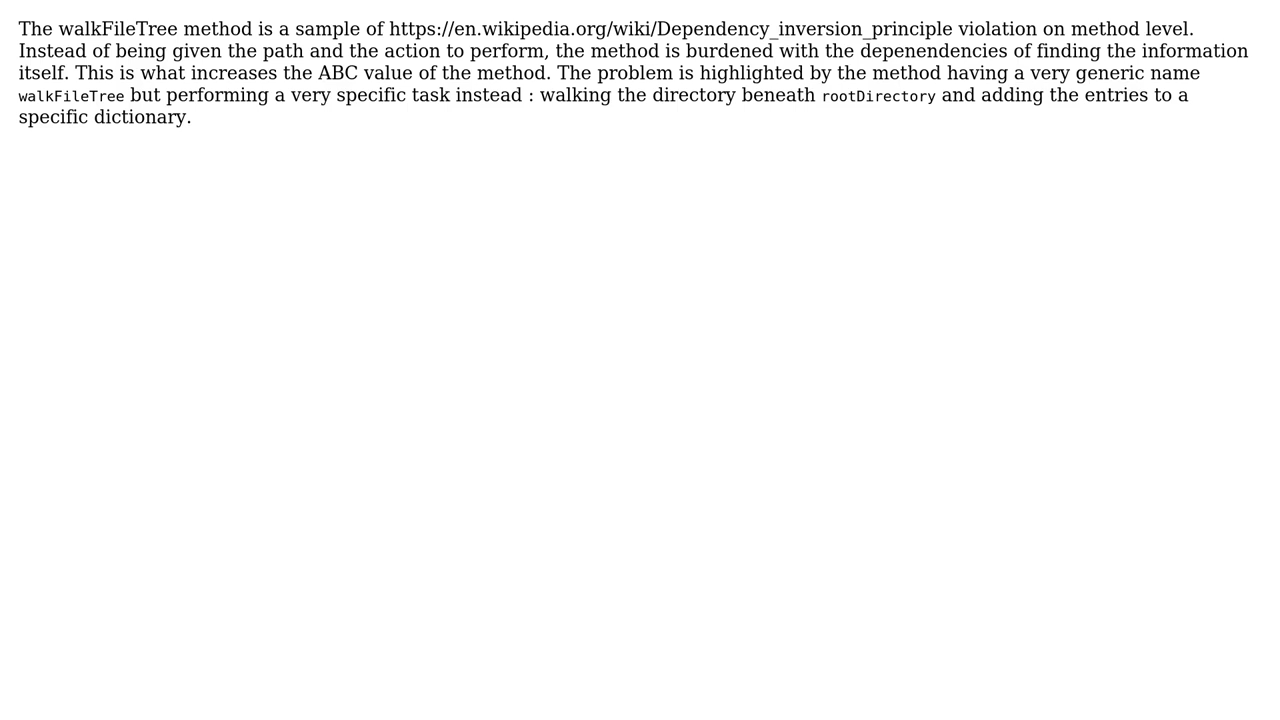 The walkFileTree method is a sample of https://en.wikipedia.org/wiki/Dependency_inversion_principle violation on method level.
Instead of being given the path and the action to perform, the method is burdened with the depenendencies of finding the information
itself. This is what increases the ABC value of the method. The problem is highlighted by the method having a very generic name
walkFileTree but performing a very specific task instead : walking the directory beneath rootDirectory and adding the entries to a
specific dictionary.